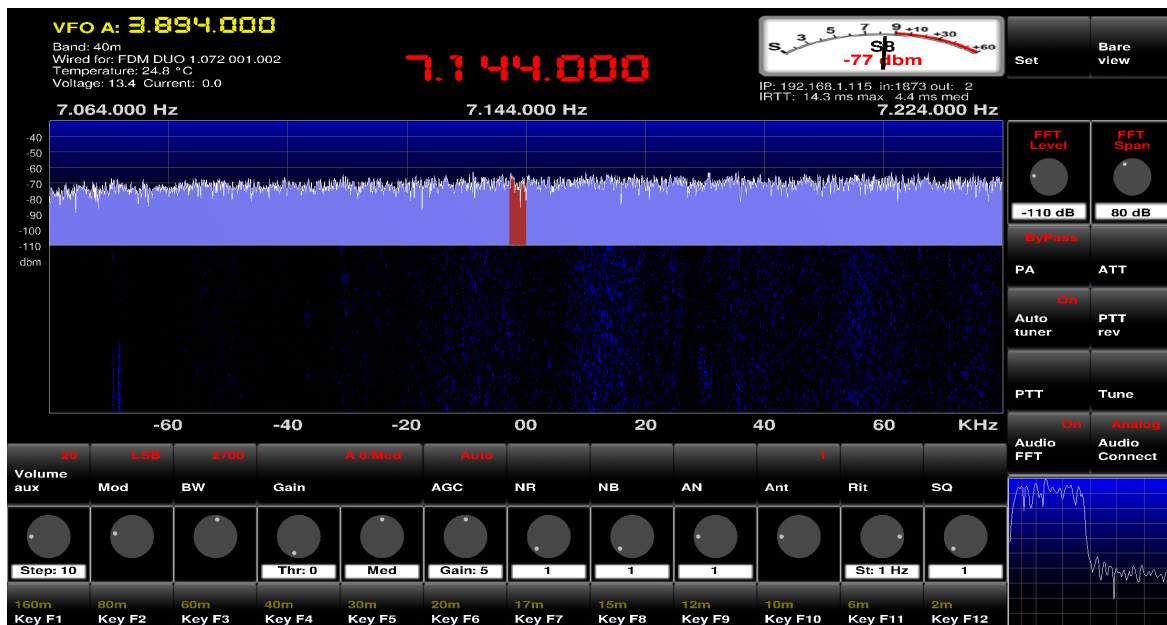 VFO A: 3.894.000
Band: 40m
Wired for: FDM DUO 1.072 001.002
Temperature: 24.8 °C
Voltage: 13.4 Current: 0.0
7.144.000
S 3 5 7 9 +10 +30 +60
S8
-77 dbm
IP: 192.168.1.115 in:1873 out: 2
IRTT: 14.3 ms max 4.4 ms med
Set
Bare view
7.064.000 Hz 7.144.000 Hz 7.224.000 Hz
-40
-50
-60
-70
-80
-90
-100
-110
dbm
-60 -40 -20 00 20 40 60 KHz
FFT Level
FFT Span
-110 dB
80 dB
ByPass
PA
ATT
On
Auto tuner
PTT rev
PTT
Tune
On
Audio FFT
Analog
Audio Connect
20 LSB 2700 A 0/Med Auto 1
Volume aux Mod BW Gain AGC NR NB AN Ant Rit SQ
Step: 10 Thr: 0 Med Gain: 5 1 1 1 St: 1 Hz 1
160m 80m 60m 40m 30m 20m 17m 15m 12m 10m 6m 2m
Key F1 Key F2 Key F3 Key F4 Key F5 Key F6 Key F7 Key F8 Key F9 Key F10 Key F11 Key F12